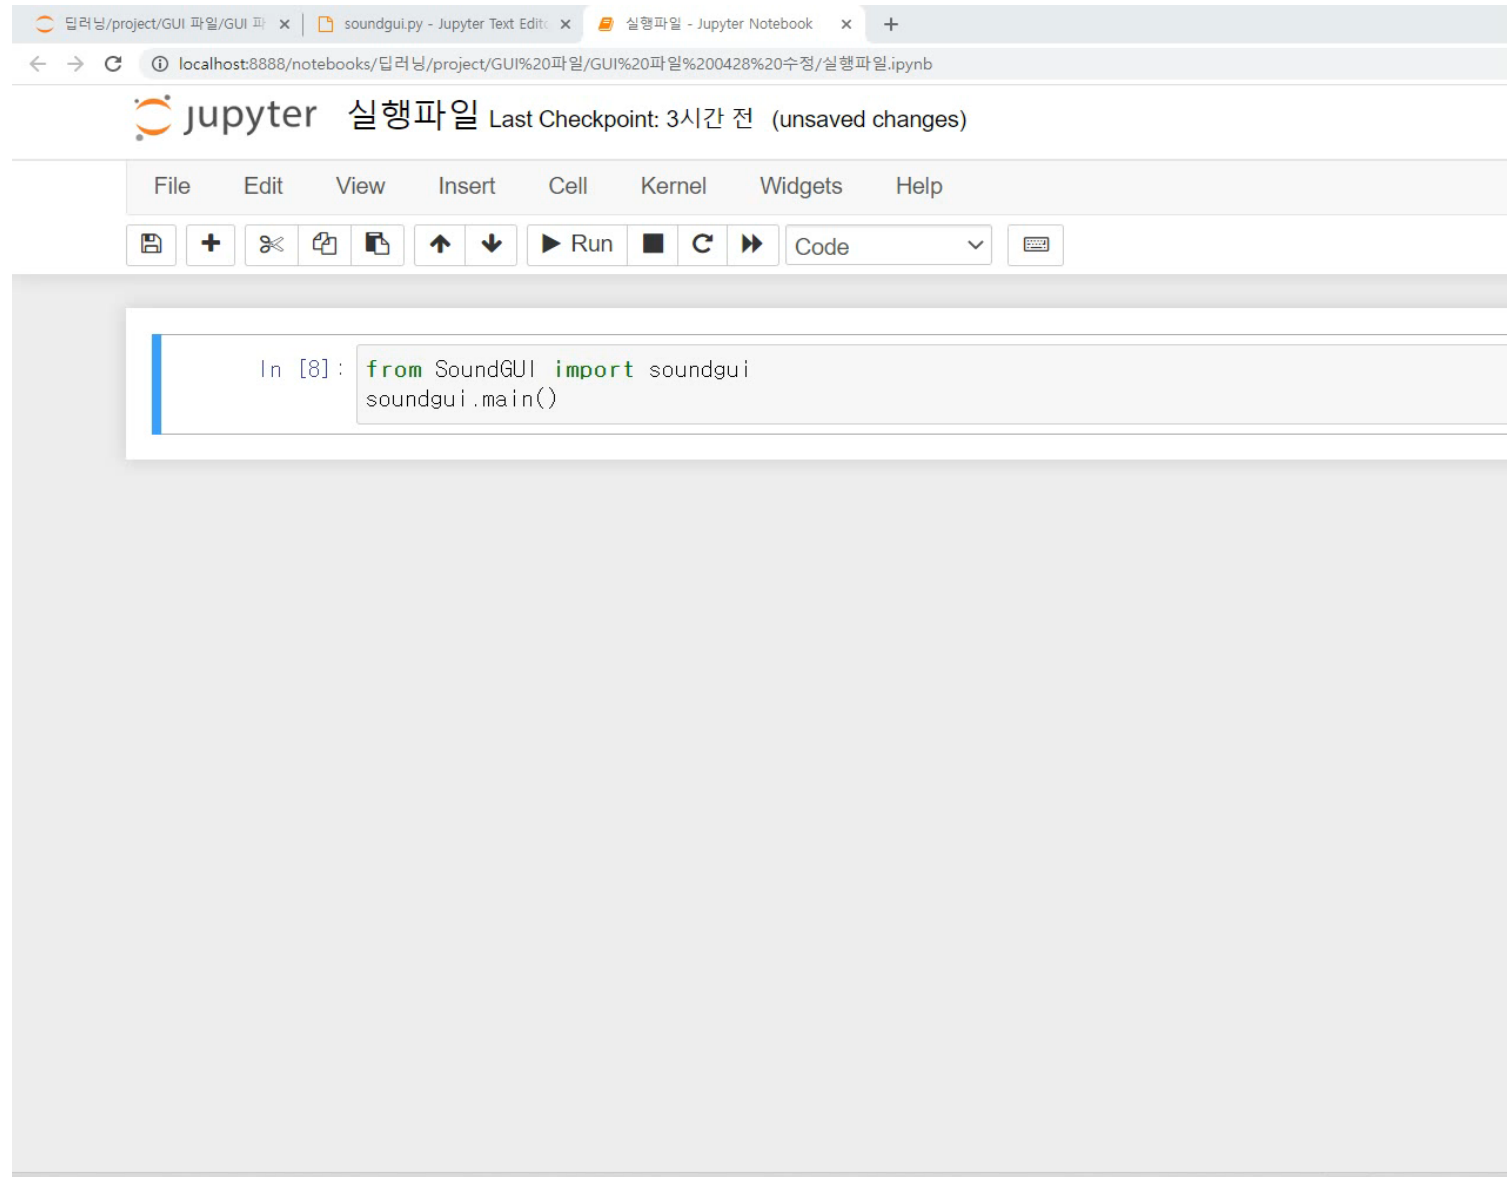 딥러닝/project/GUI 파일/GUI 파
soundgui.py - Jupyter Text Edito
실행파일 - Jupyter Notebook
localhost:8888/notebooks/딥러닝/project/GUI%20파일/GUI%20파일%200428%20수정/실행파일.ipynb
jupyter 실행파일 Last Checkpoint: 3시간 전 (unsaved changes)
File Edit View Insert Cell Kernel Widgets Help
Run Code
In [8]: from SoundGUI import soundgui
soundgui.main()